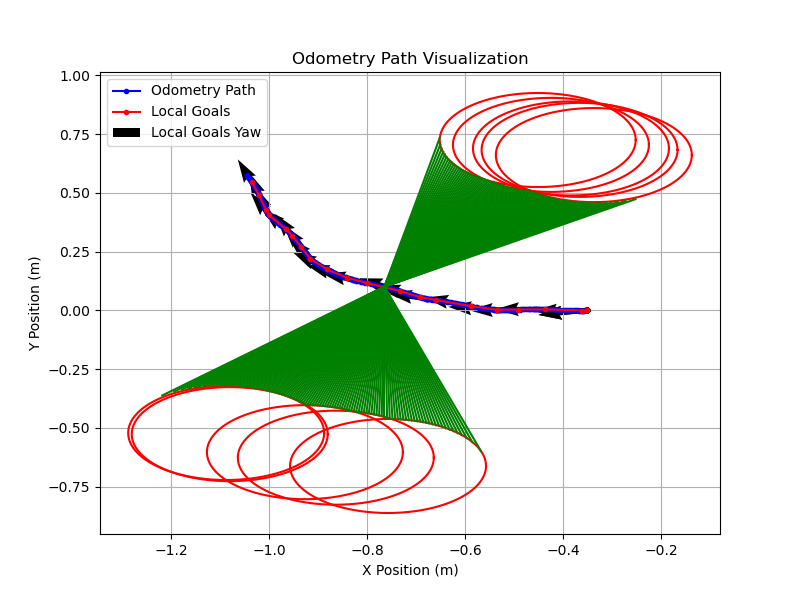 Odometry Path Visualization
Odometry Path
Local Goals
Local Goals Yaw
1.00
0.75
0.50
0.25
0.00
−0.25
−0.50
−0.75
Y Position (m)
−1.2 −1.0 −0.8 −0.6 −0.4 −0.2
X Position (m)